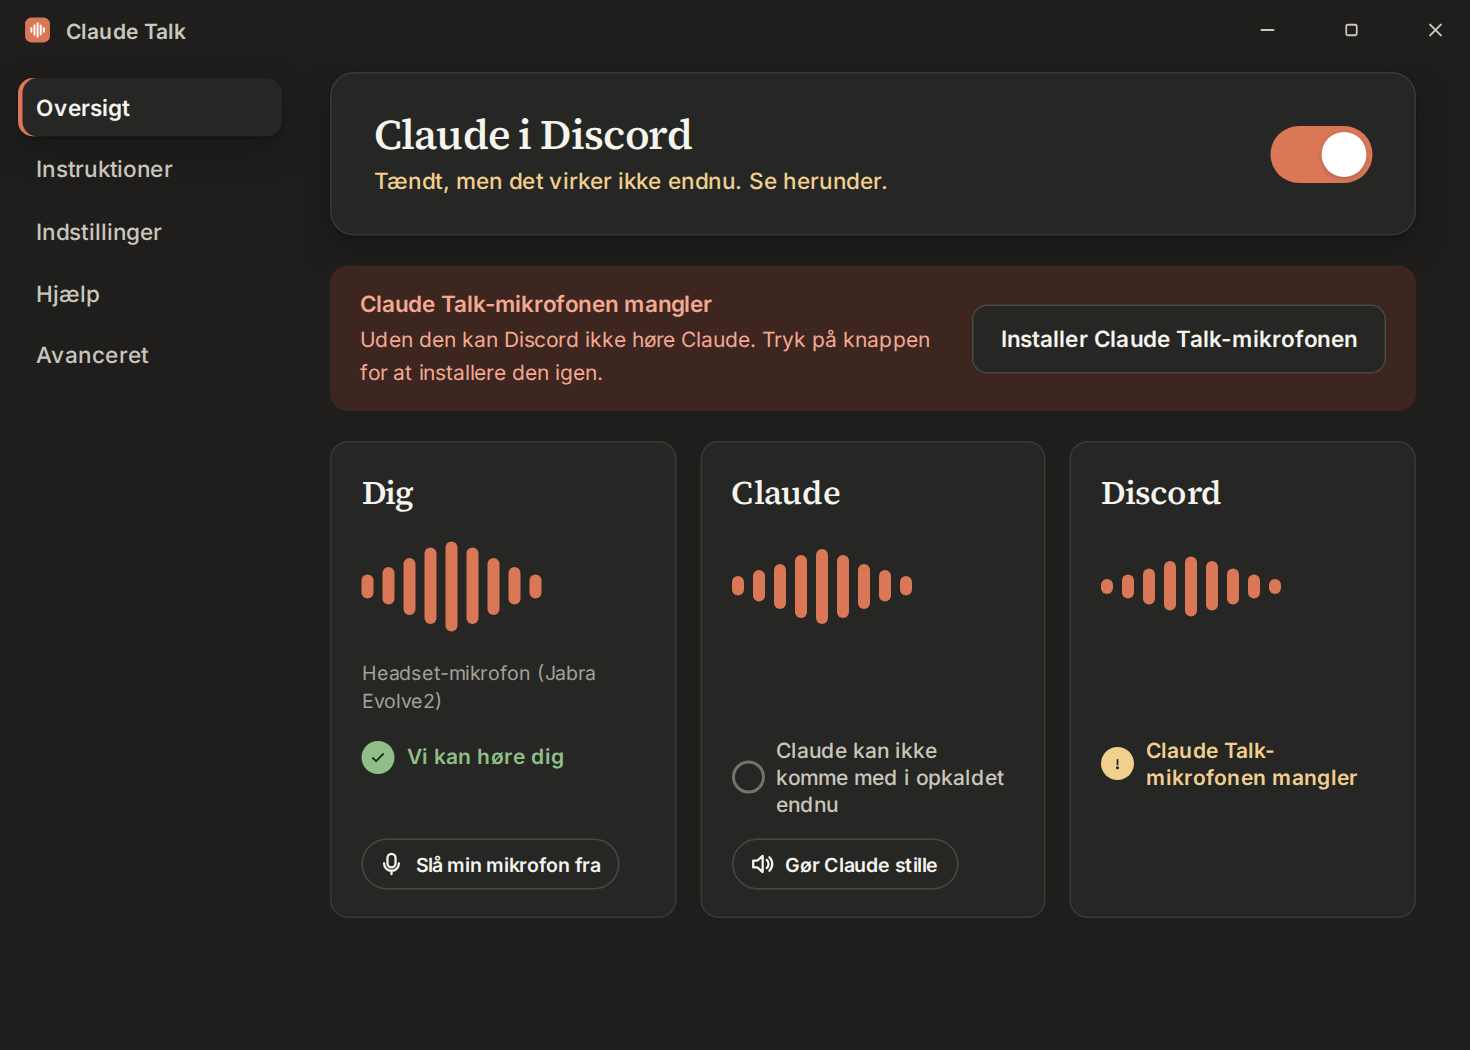 Claude Talk
Oversigt
Instruktioner
Indstillinger
Hjælp
Avanceret
Claude i Discord
Tændt, men det virker ikke endnu. Se herunder.
Claude Talk-mikrofonen mangler
Uden den kan Discord ikke høre Claude. Tryk på knappen
for at installere den igen.
Installer Claude Talk-mikrofonen
Dig
Headset-mikrofon (Jabra
Evolve2)
Vi kan høre dig
Slå min mikrofon fra
Claude
Claude kan ikke
komme med i opkaldet
endnu
Gør Claude stille
Discord
Claude Talk-
mikrofonen mangler